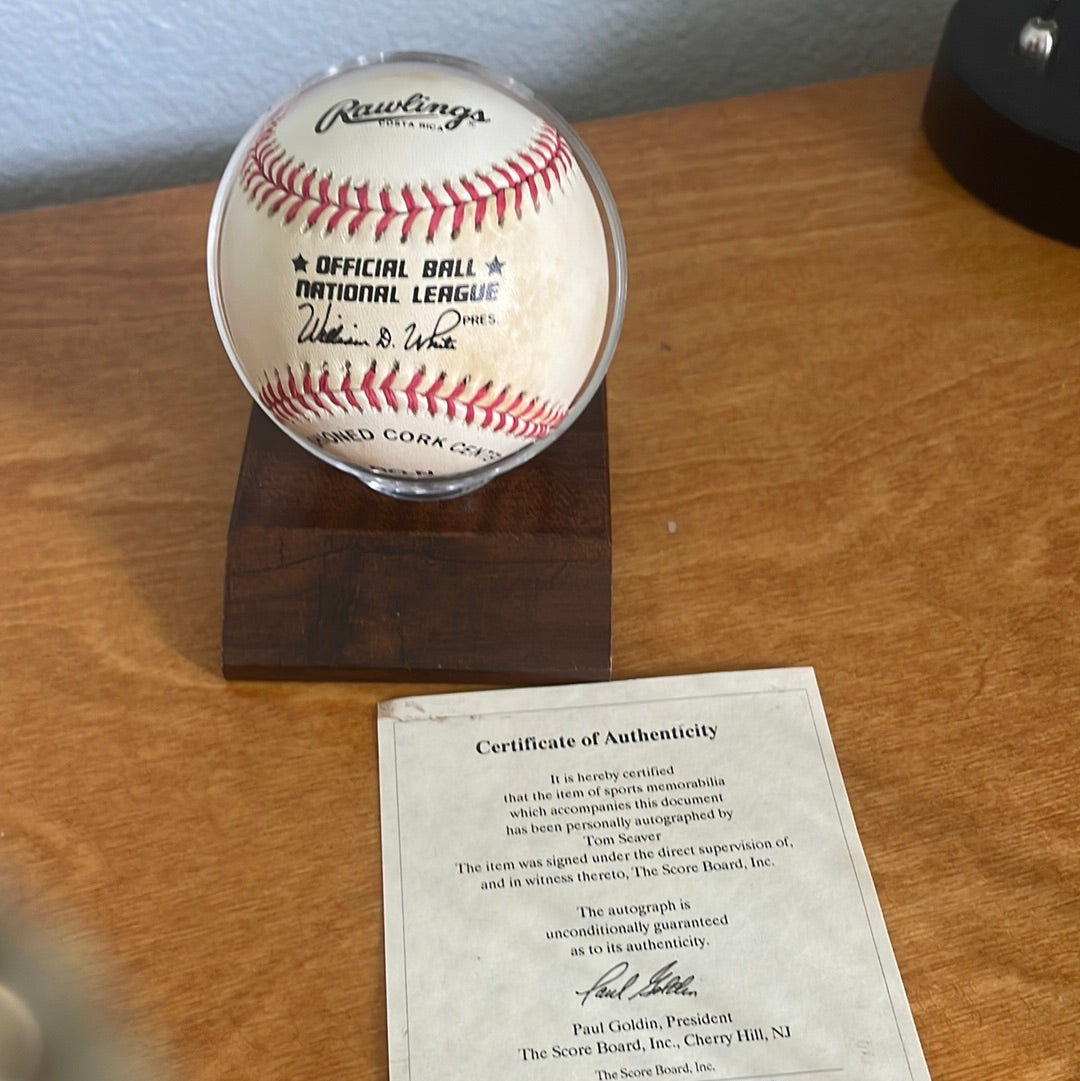 Rawlings
COSTA RICA
★ OFFICIAL BALL ★
NATIONAL LEAGUE
William D. White PRES.
CORK
Certificate of Authenticity
It is hereby certified
that the item of sports memorabilia
which accompanies this document
has been personally autographed by
Tom Seaver
The item was signed under the direct supervision of,
and in witness thereto, The Score Board, Inc.
The autograph is
unconditionally guaranteed
as to its authenticity.
Paul Goldin
Paul Goldin, President
The Score Board, Inc., Cherry Hill, NJ
The Score Board, Inc.